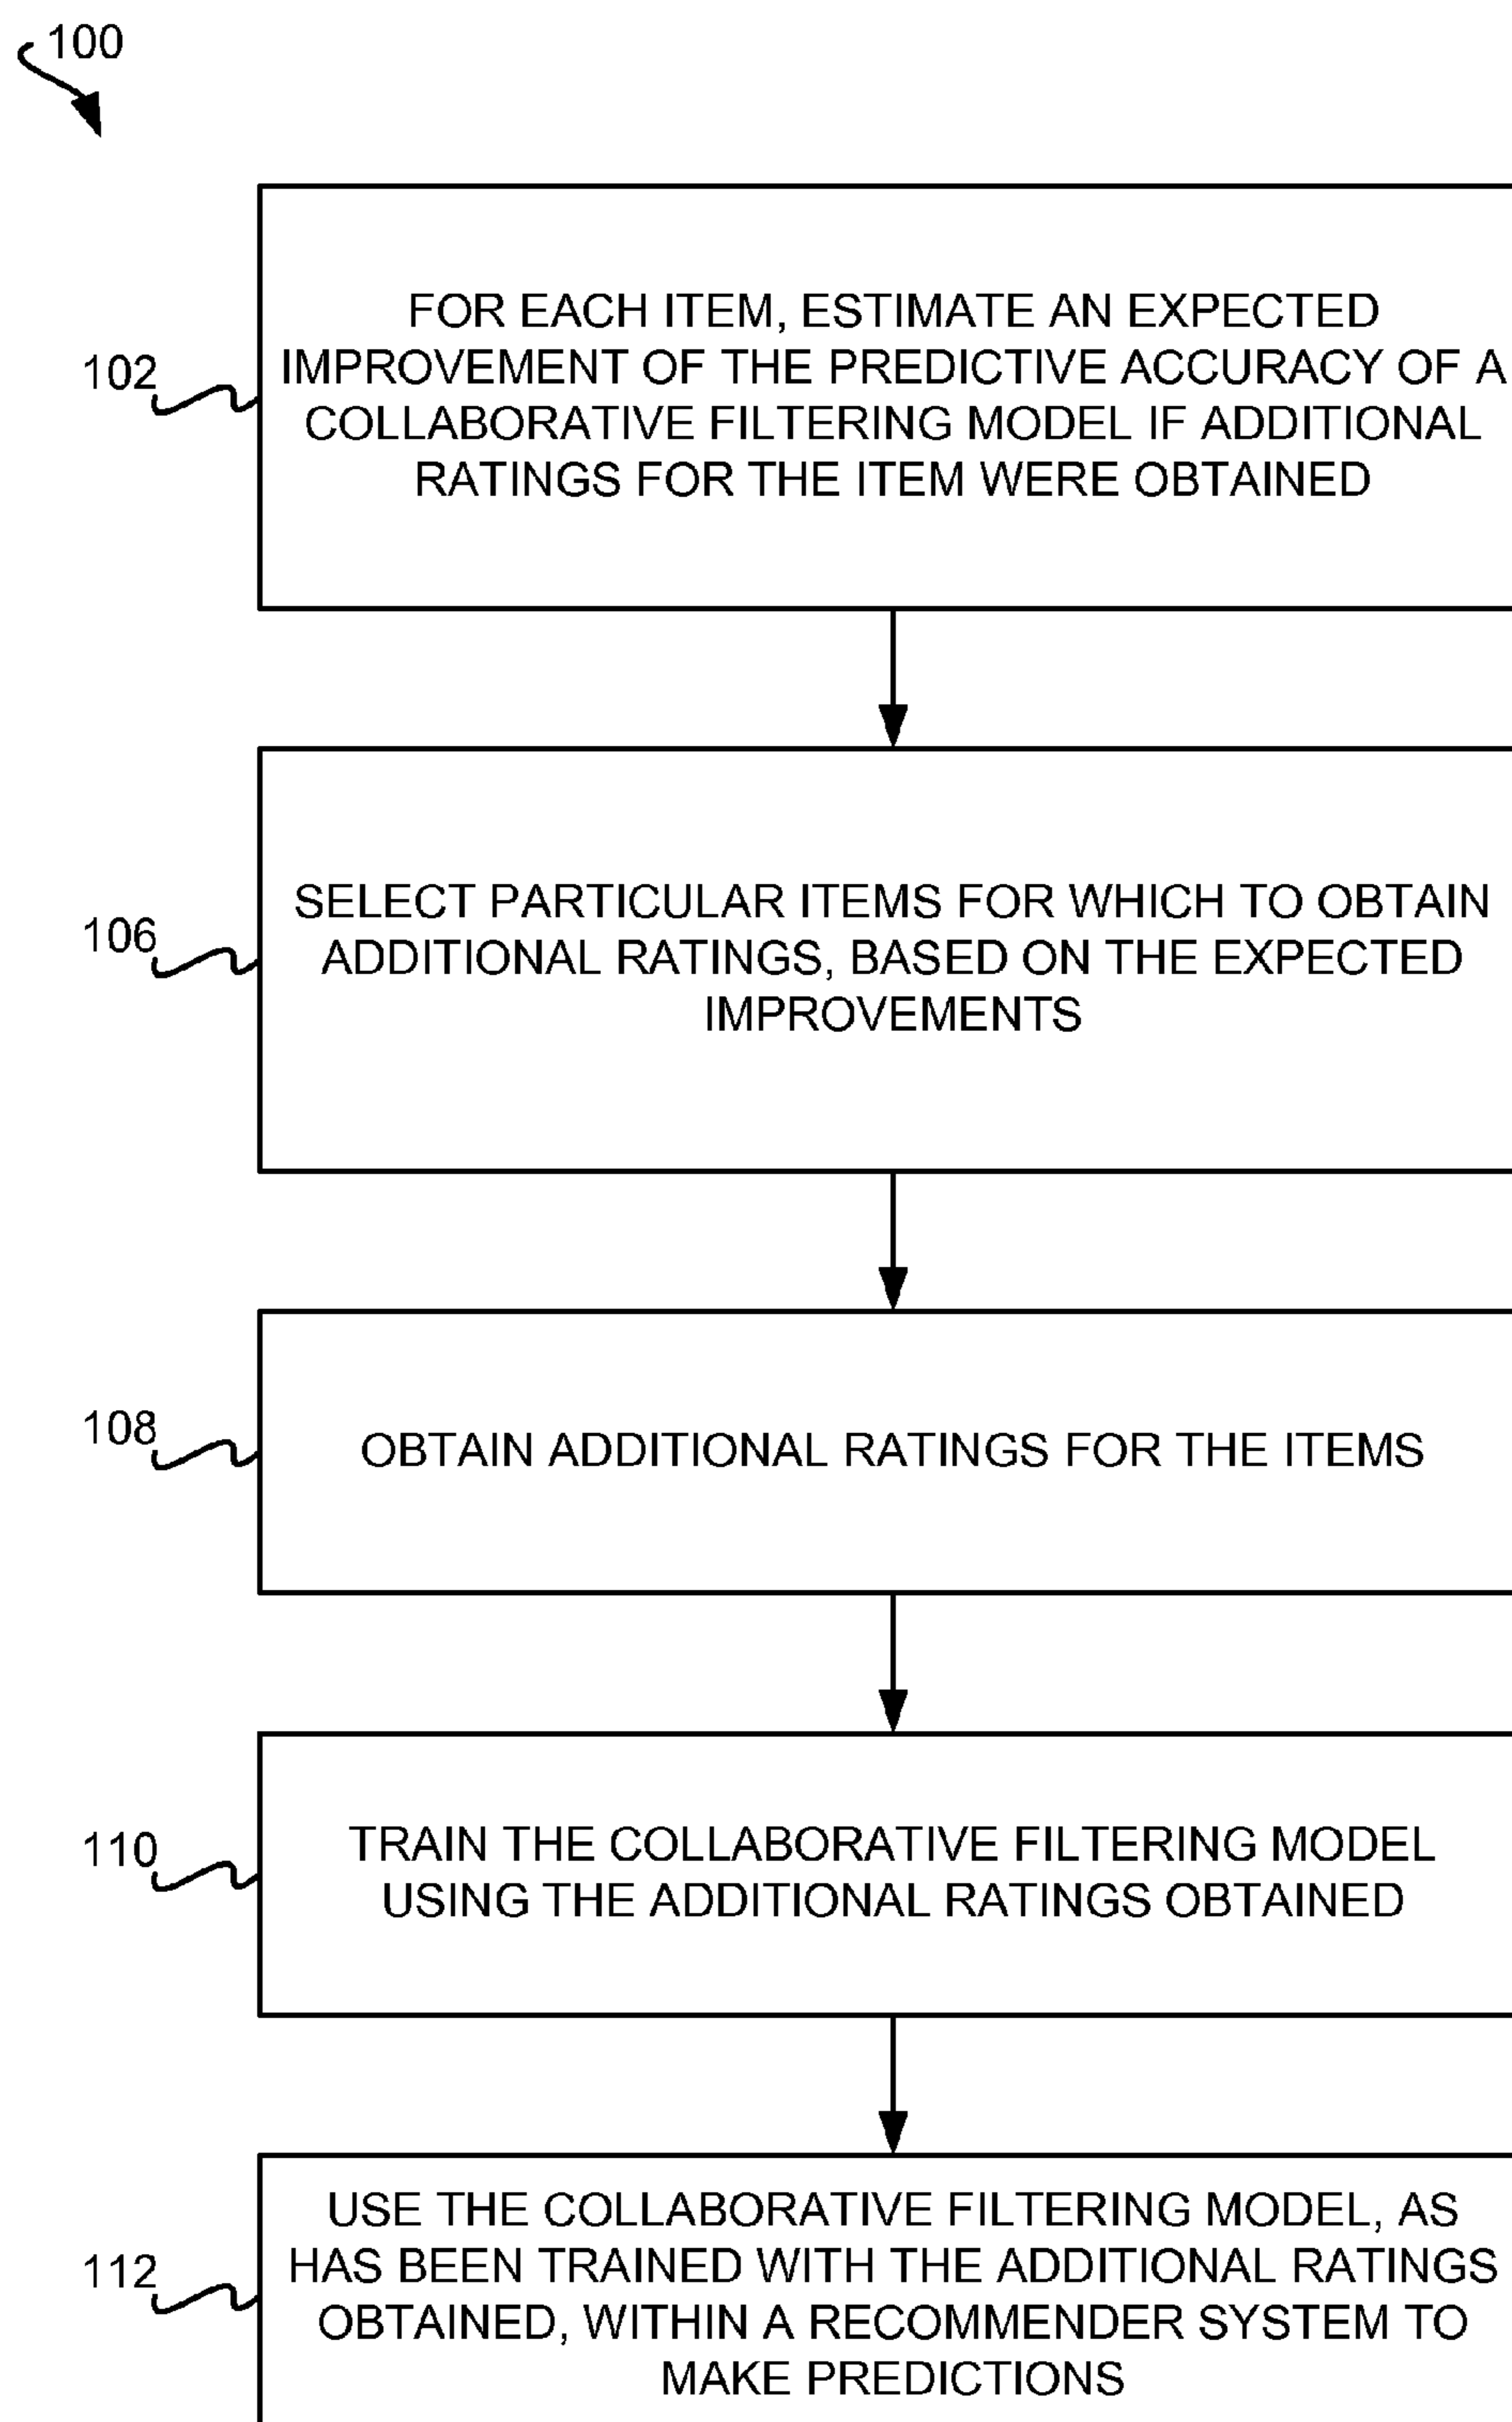 100
102
FOR EACH ITEM, ESTIMATE AN EXPECTED
IMPROVEMENT OF THE PREDICTIVE ACCURACY OF A
COLLABORATIVE FILTERING MODEL IF ADDITIONAL
RATINGS FOR THE ITEM WERE OBTAINED
106
SELECT PARTICULAR ITEMS FOR WHICH TO OBTAIN
ADDITIONAL RATINGS, BASED ON THE EXPECTED
IMPROVEMENTS
108
OBTAIN ADDITIONAL RATINGS FOR THE ITEMS
110
TRAIN THE COLLABORATIVE FILTERING MODEL
USING THE ADDITIONAL RATINGS OBTAINED
112
USE THE COLLABORATIVE FILTERING MODEL, AS
HAS BEEN TRAINED WITH THE ADDITIONAL RATINGS
OBTAINED, WITHIN A RECOMMENDER SYSTEM TO
MAKE PREDICTIONS